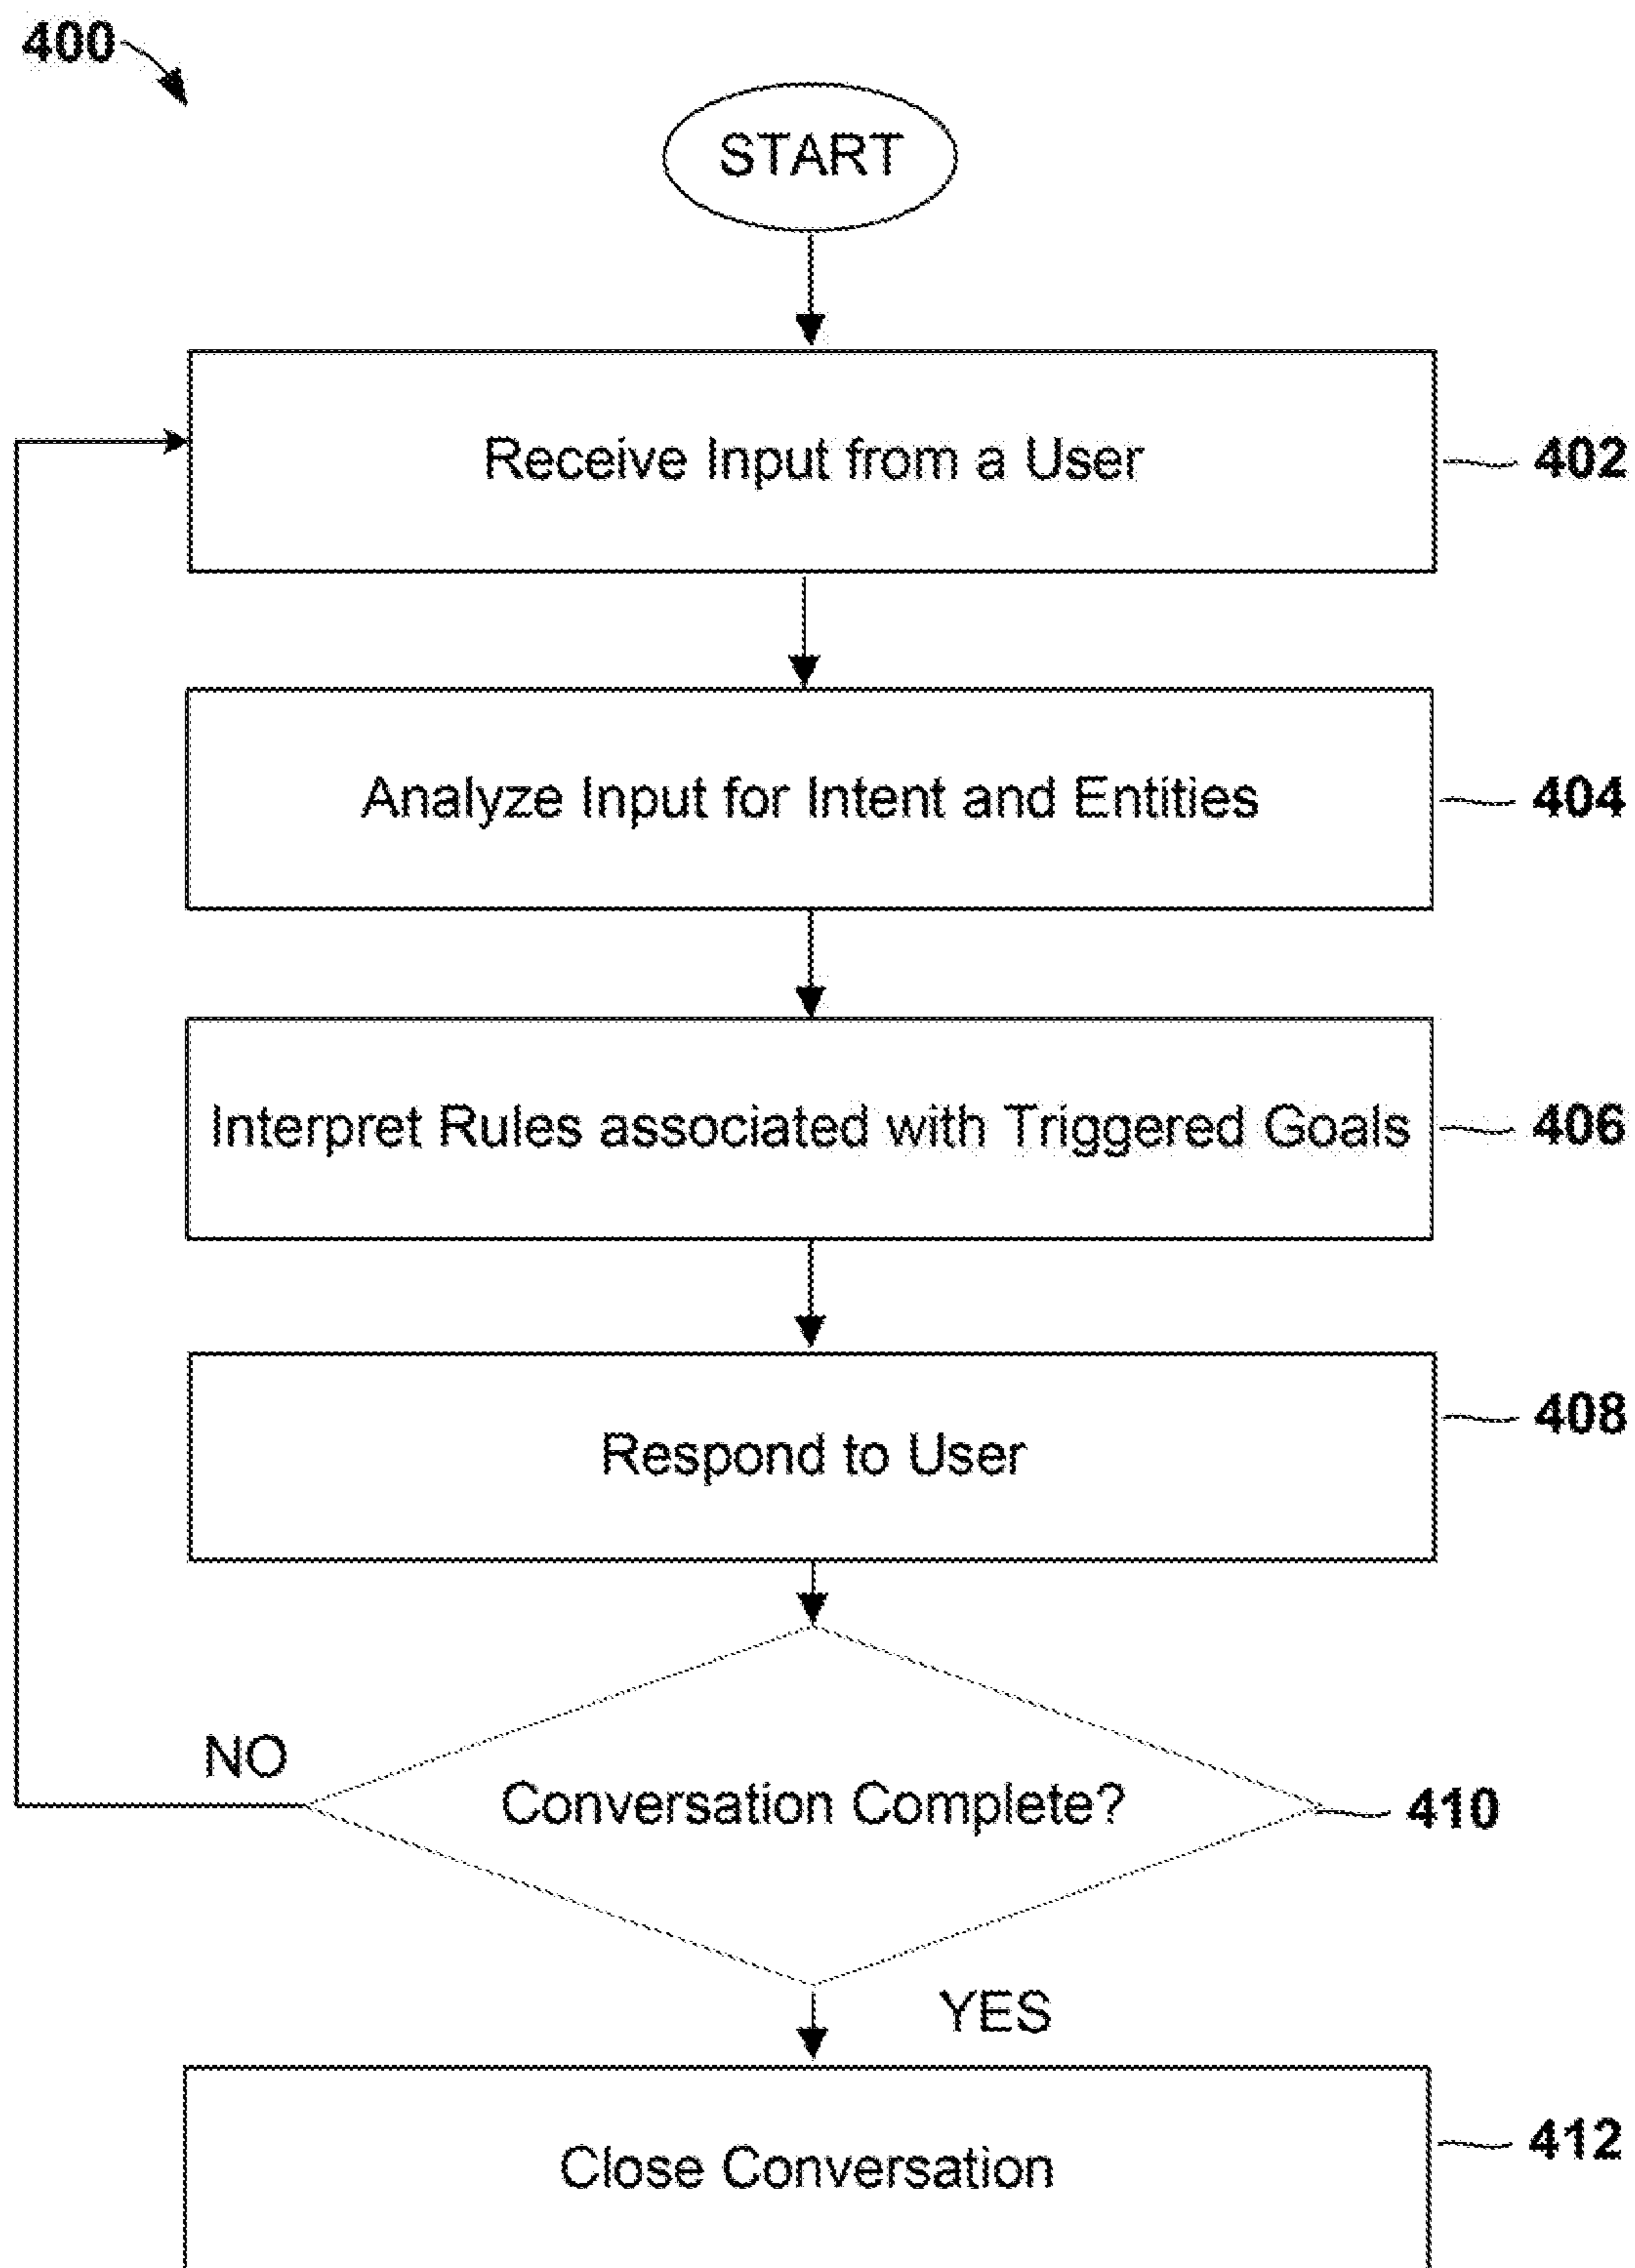 400
START
Receive Input from a User
402
Analyze Input for Intent and Entities
404
Interpret Rules associated with Triggered Goals
406
408
Respond to User
NO
Conversation Complete?
410
YES
412
Close Conversation